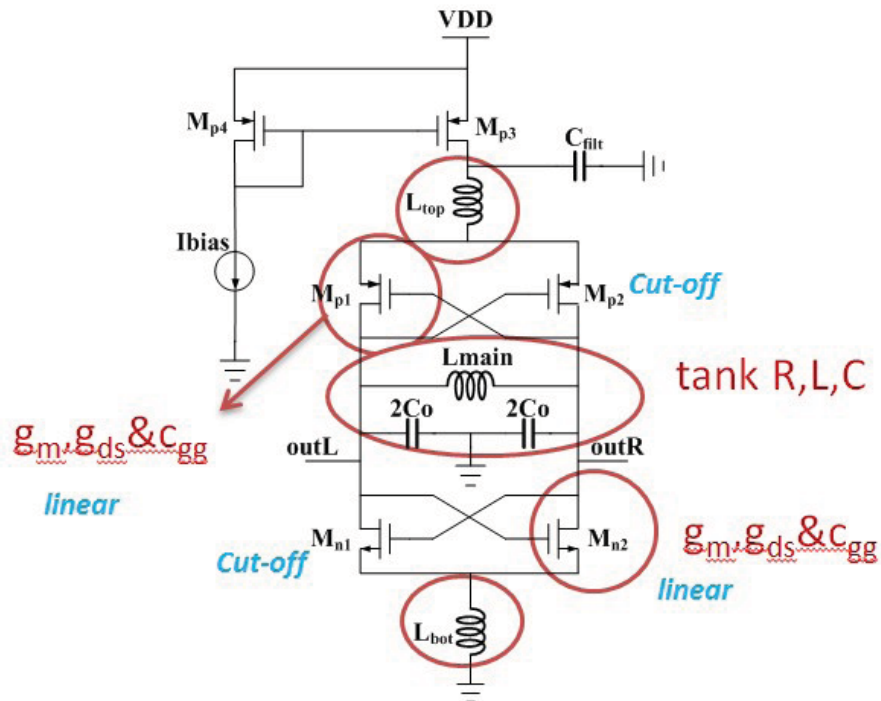 VDD
Mp4
Mp3
Cfilt
Ltop
Ibias
Mp1
Mp2
Cut-off
Lmain
tank R,L,C
2Co
2Co
gm,gds&cgg
outL
outR
linear
Mn1
Mn2
gm,gds&cgg
Cut-off
linear
Lbot